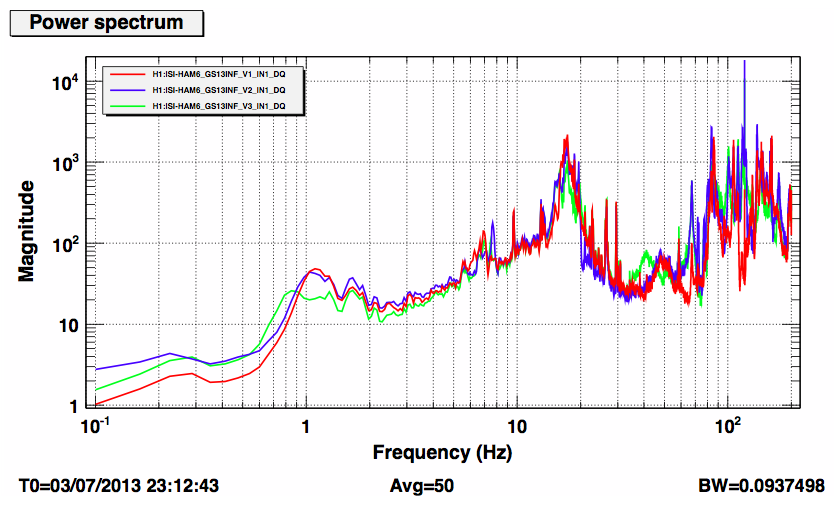 Power spectrum
H1:ISI-HAM6_GS13INF_V1_IN1_DQ
H1:ISI-HAM6_GS13INF_V2_IN1_DQ
H1:ISI-HAM6_GS13INF_V3_IN1_DQ
10^4
10^3
10^2
10
1
Magnitude
10^-1 1 10 10^2
Frequency (Hz)
T0=03/07/2013 23:12:43 Avg=50 BW=0.0937498